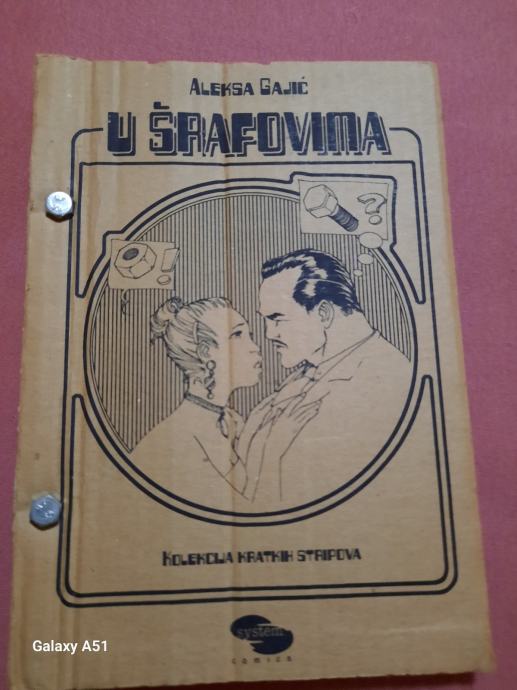 ALEKSA GAJIĆ
U ŠRAFOVIMA
!
?
KOLEKCIJA KRATKIH STRIPOVA
system
comics
Galaxy A51